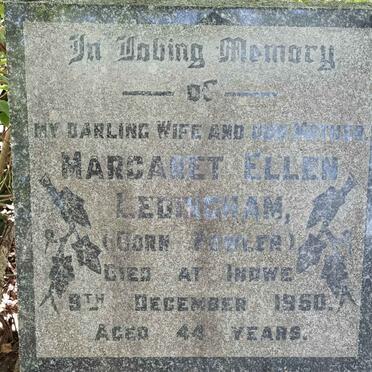 In Loving Memory
OF
MY DARLING WIFE AND OUR MOTHER
MARGARET ELLEN
LEDINGHAM,
(BORN FOWLER)
DIED AT INDWE
9TH DECEMBER 1960.
AGED 44 YEARS.